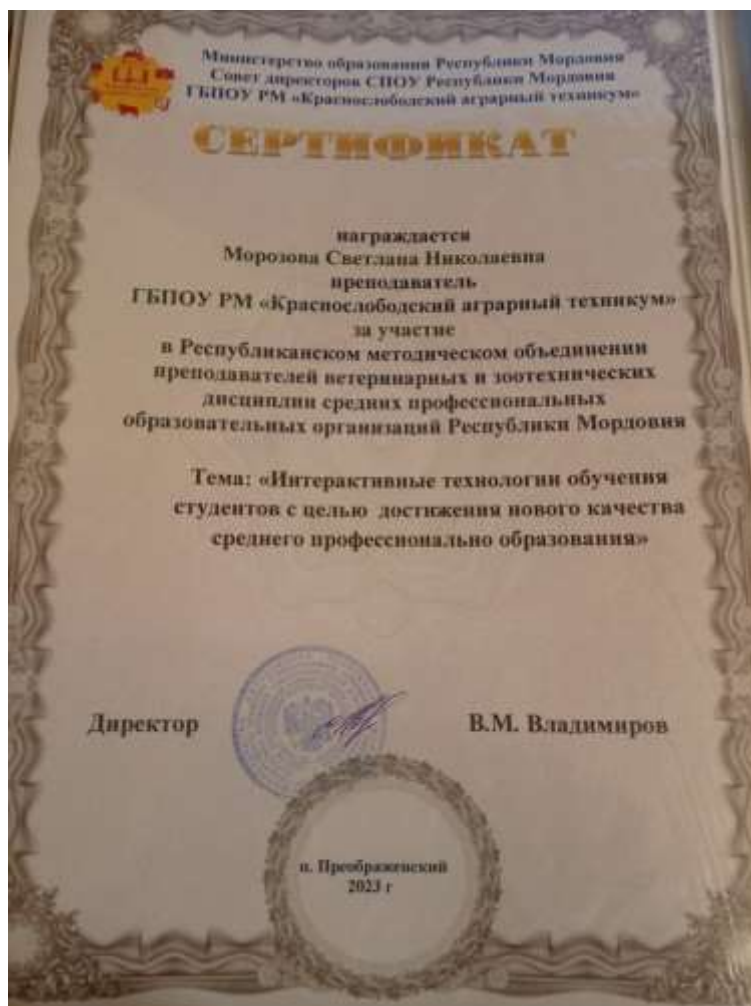 Министерство образования Республики Мордовия
Совет директоров СПОУ Республики Мордовия
ГБПОУ РМ «Краснослободский аграрный техникум»
СЕРТИФИКАТ
награждается
Морозова Светлана Николаевна
преподаватель
ГБПОУ РМ «Краснослободский аграрный техникум»
за участие
в Республиканском методическом объединении
преподавателей ветеринарных и зоотехнических
дисциплин средних профессиональных
образовательных организаций Республики Мордовия
Тема: «Интерактивные технологии обучения
студентов с целью достижения нового качества
среднего профессионально образования»
Директор В.М. Владимиров
п. Преображенский
2023 г